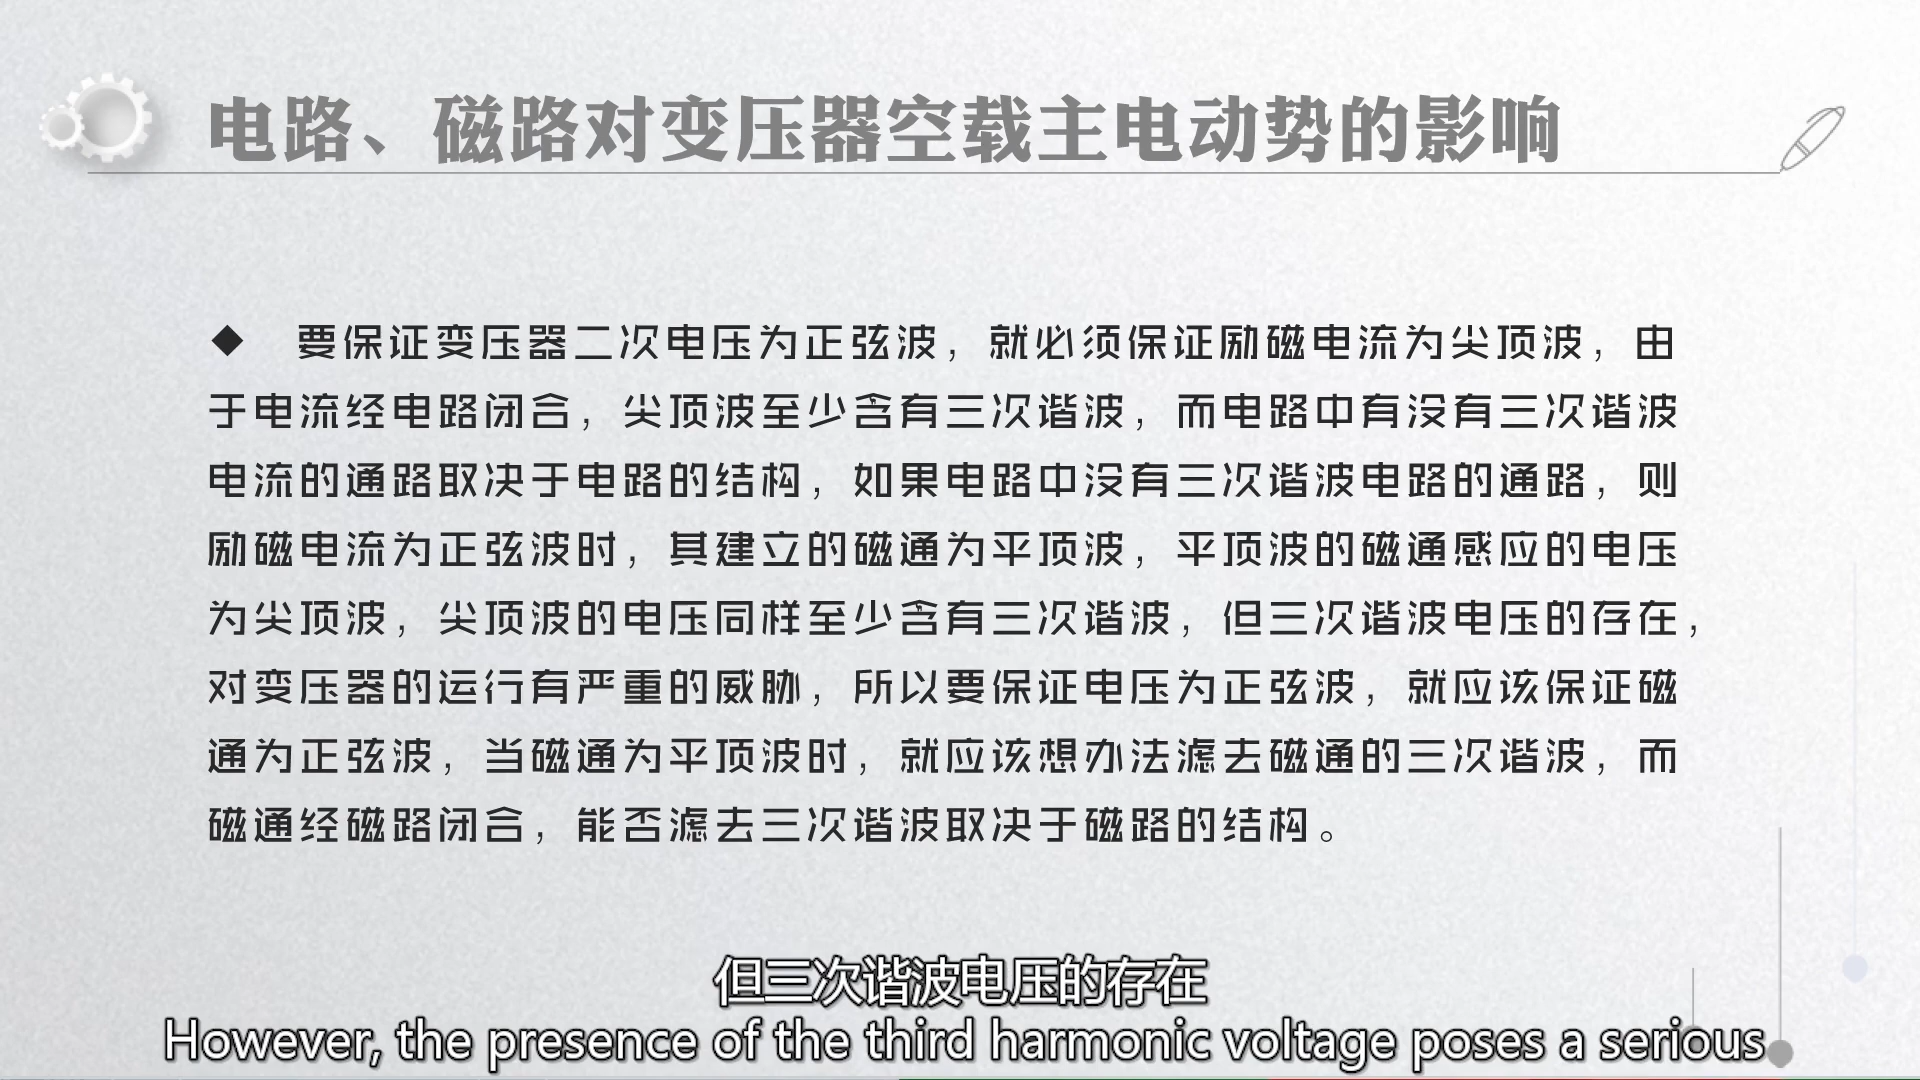 电路、磁路对变压器空载主电动势的影响
◆ 要保证变压器二次电压为正弦波，就必须保证励磁电流为尖顶波，由
于电流经电路闭合，尖顶波至少含有三次谐波，而电路中有没有三次谐波
电流的通路取决于电路的结构，如果电路中没有三次谐波电路的通路，则
励磁电流为正弦波时，其建立的磁通为平顶波，平顶波的磁通感应的电压
为尖顶波，尖顶波的电压同样至少含有三次谐波，但三次谐波电压的存在，
对变压器的运行有严重的威胁，所以要保证电压为正弦波，就应该保证磁
通为正弦波，当磁通为平顶波时，就应该想办法滤去磁通的三次谐波，而
磁通经磁路闭合，能否滤去三次谐波取决于磁路的结构。
但三次谐波电压的存在
However, the presence of the third harmonic voltage poses a serious